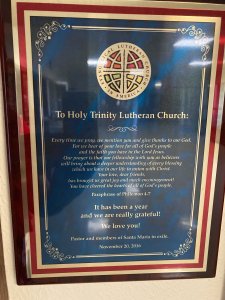 EVANGELICAL LUTHERAN CHURCH
IN AMERICA
To Holy Trinity Lutheran Church:
Every time we pray, we mention you and give thanks to our God.
For we hear of your love for all of God's people
and the faith you have in the Lord Jesus.
Our prayer is that our fellowship with you as believers
will bring about a deeper understanding of every blessing
which we have in our life in union with Christ.
Your love, dear friends,
has brought us great joy and much encouragement!
You have cheered the hearts of all of God's people.
Paraphrase of Philemon 4-7
It has been a year
and we are really grateful!
We love you!
Pastor and members of Santa Maria in exile.
November 20, 2016